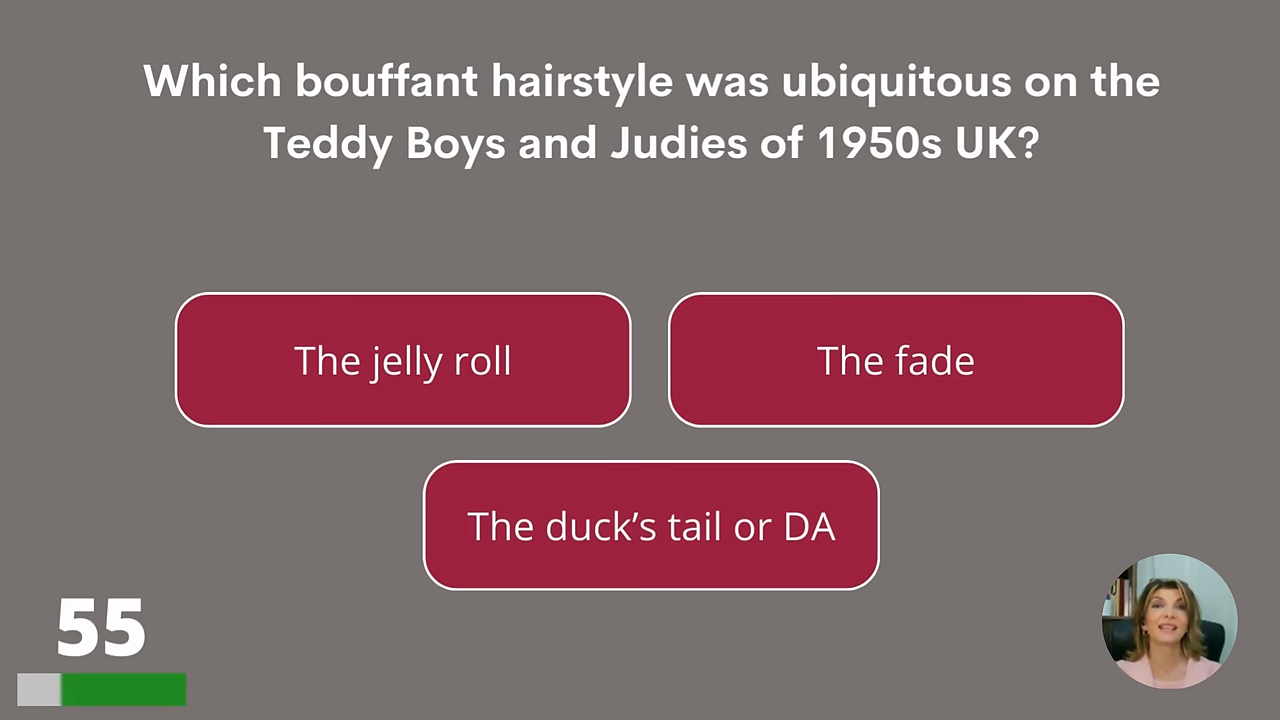 Which bouffant hairstyle was ubiquitous on the
Teddy Boys and Judies of 1950s UK?
The jelly roll
The fade
The duck’s tail or DA
55